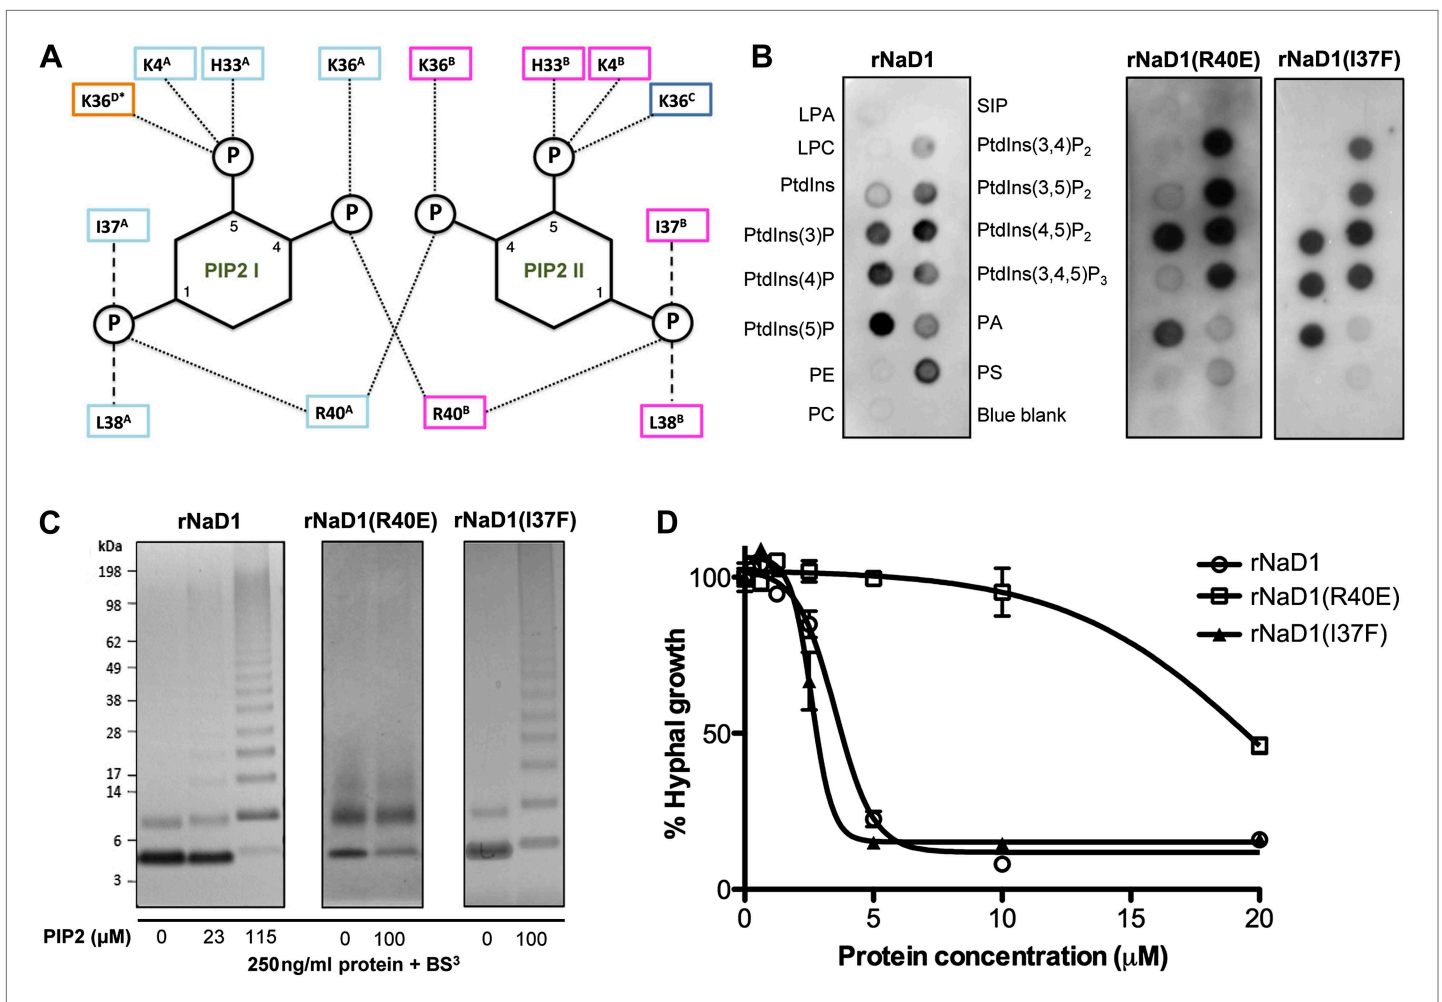 A
K4A
H33A
K36A
K36B
H33B
K4B
K36D*
K36C
P
P
P
P
5
4
5
4
I37A
PIP2 I
PIP2 II
I37B
1
1
P
P
L38A
R40A
R40B
L38B
B
rNaD1
rNaD1(R40E)
rNaD1(I37F)
LPA
LPC
PtdIns
PtdIns(3)P
PtdIns(4)P
PtdIns(5)P
PE
PC
SIP
PtdIns(3,4)P2
PtdIns(3,5)P2
PtdIns(4,5)P2
PtdIns(3,4,5)P3
PA
PS
Blue blank
C
rNaD1
rNaD1(R40E)
rNaD1(I37F)
kDa
198
98
62
49
38
28
17
14
6
3
PIP2 (µM) 0 23 115 0 100 0 100
250ng/ml protein + BS3
D
rNaD1
rNaD1(R40E)
rNaD1(I37F)
% Hyphal growth
100
50
0
0 5 10 15 20
Protein concentration (µM)